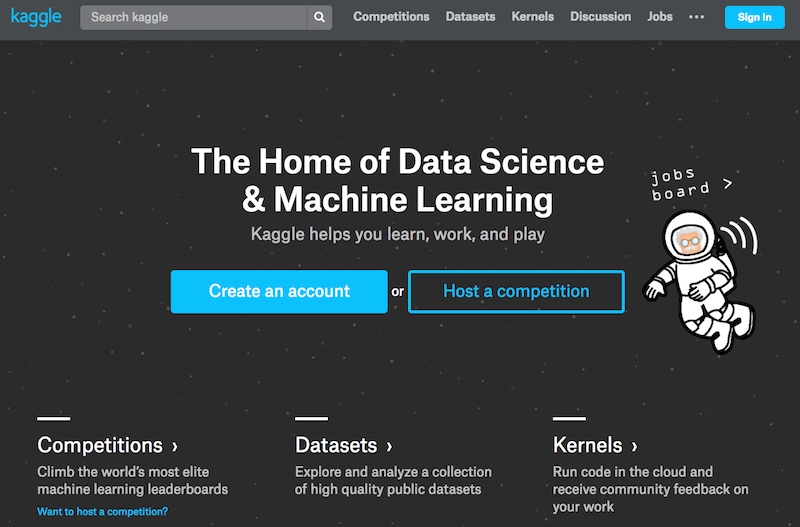 kaggle
Search kaggle
Competitions
Datasets
Kernels
Discussion
Jobs
•••
Sign In
The Home of Data Science
& Machine Learning
Kaggle helps you learn, work, and play
Create an account
or
Host a competition
jobs
board >
Competitions ›
Climb the world's most elite
machine learning leaderboards
Want to host a competition?
Datasets ›
Explore and analyze a collection
of high quality public datasets
Kernels ›
Run code in the cloud and
receive community feedback on
your work